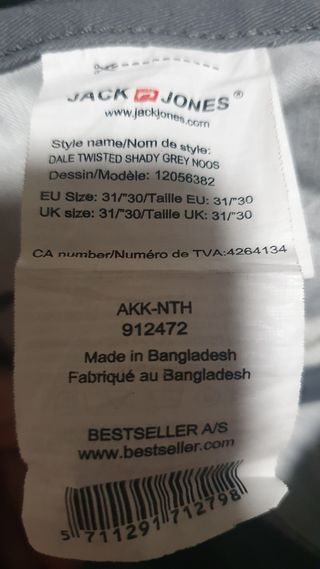 JACK & JONES®
www.jackjones.com
Style name/Nom de style:
DALE TWISTED SHADY GREY NOOS
Dessin/Modèle: 12056382
EU Size: 31/"30/Taille EU: 31/"30
UK size: 31/"30/Taille UK: 31/"30
CA number/Numéro de TVA:4264134
AKK-NTH
912472
Made in Bangladesh
Fabriqué au Bangladesh
BESTSELLER A/S
www.bestseller.com
5 711291 712798